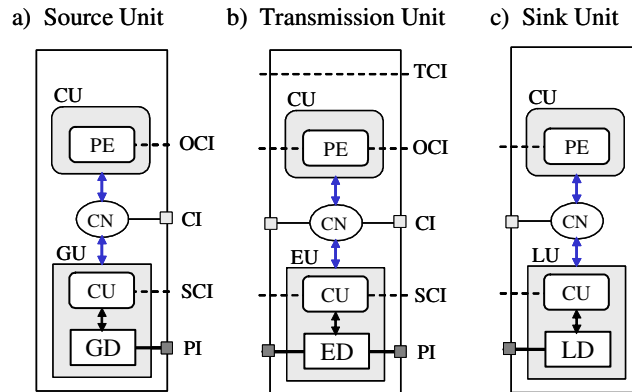 a) Source Unit
b) Transmission Unit
c) Sink Unit
TCI
CU
CU
CU
PE
OCI
PE
OCI
PE
CN
CI
CN
CI
CN
GU
EU
LU
CU
SCI
CU
SCI
CU
GD
PI
ED
PI
LD